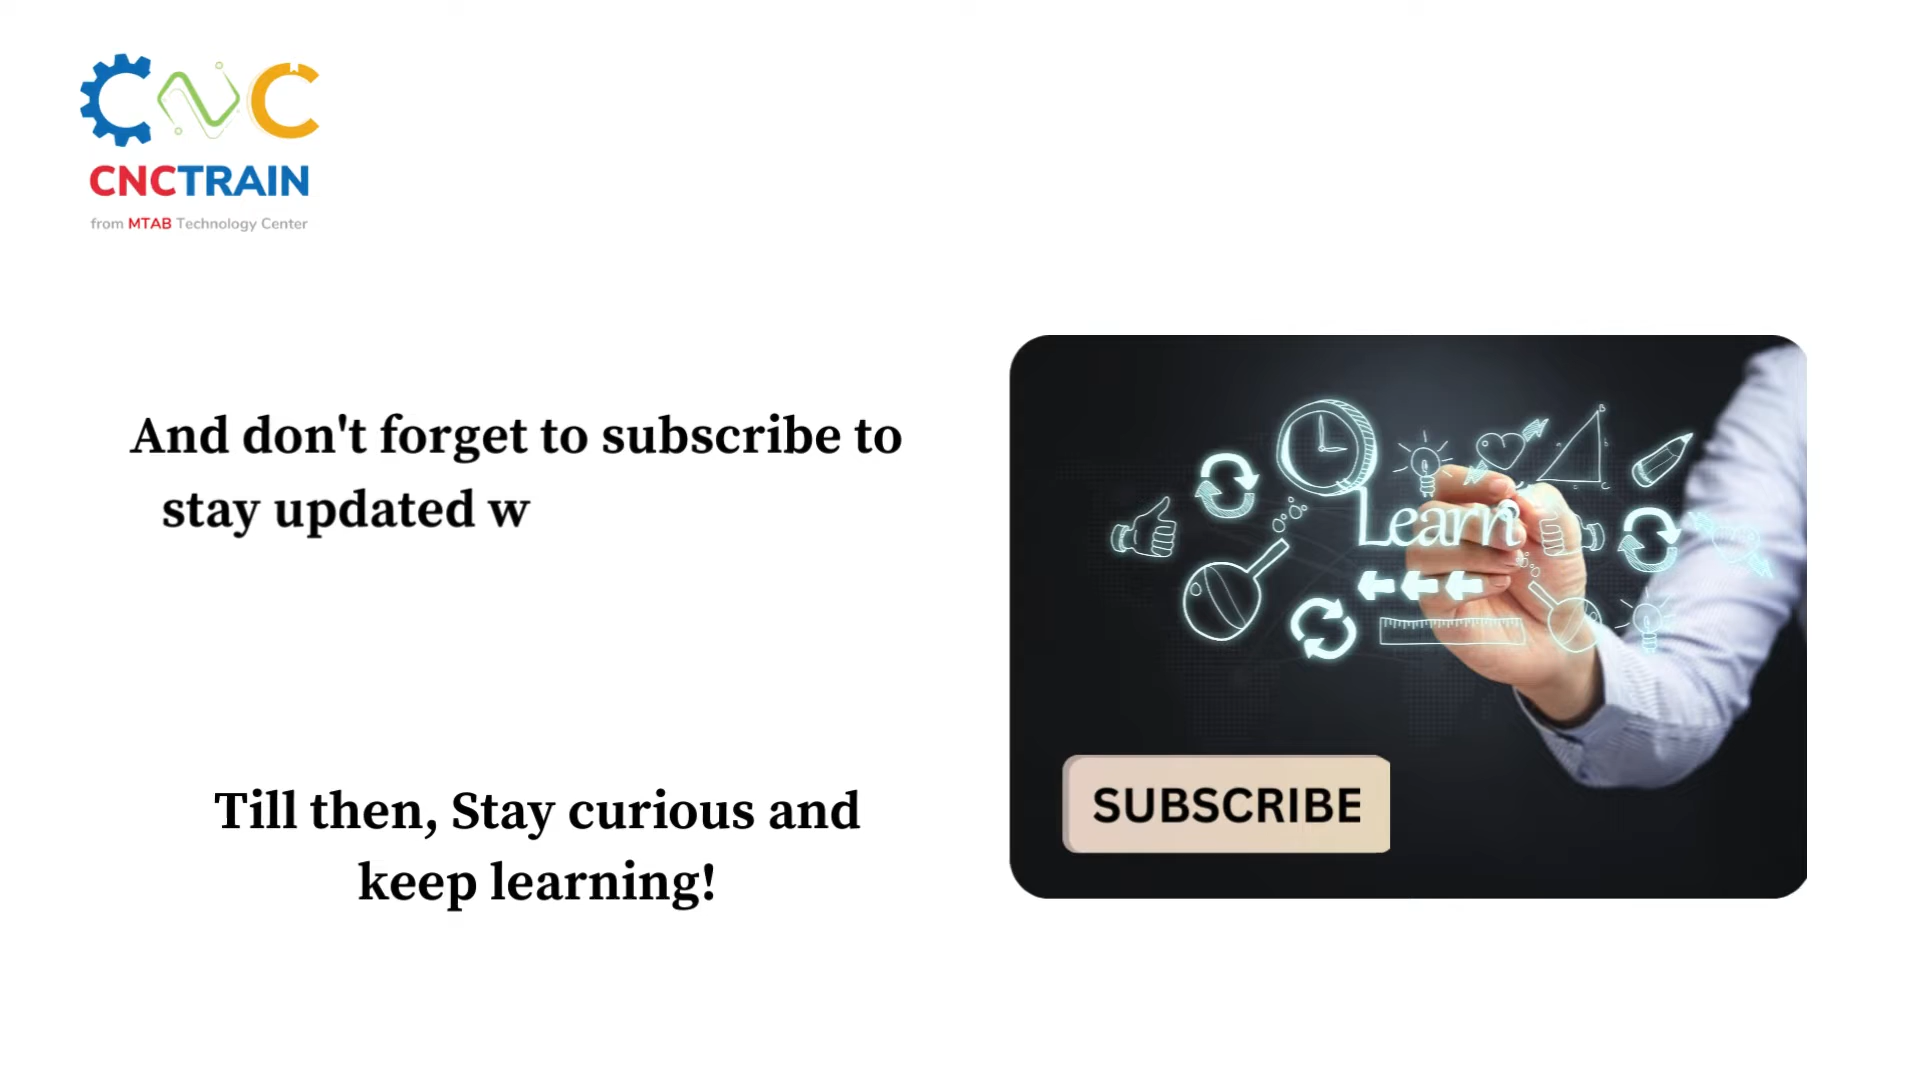 CNC
CNCTRAIN
from MTAB Technology Center
And don't forget to subscribe to
stay updated w
Till then, Stay curious and
keep learning!
Learn
SUBSCRIBE